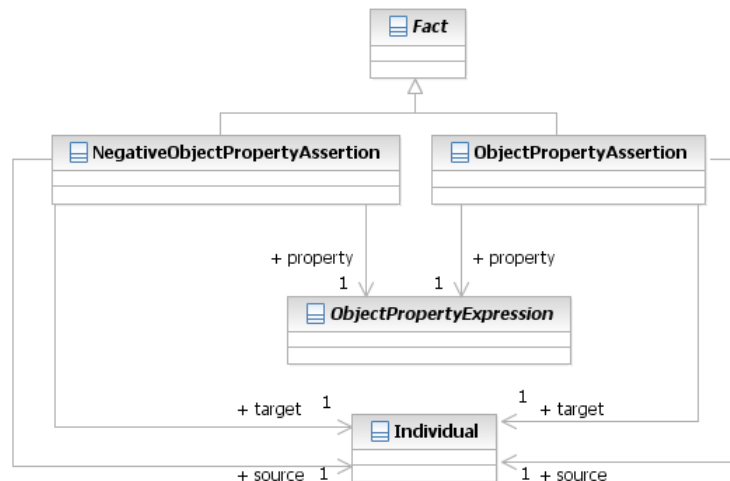 Fact
NegativeObjectPropertyAssertion
ObjectPropertyAssertion
+ property
+ property
1
1
ObjectPropertyExpression
+ target
1
1
+ target
Individual
+ source
1
1
+ source